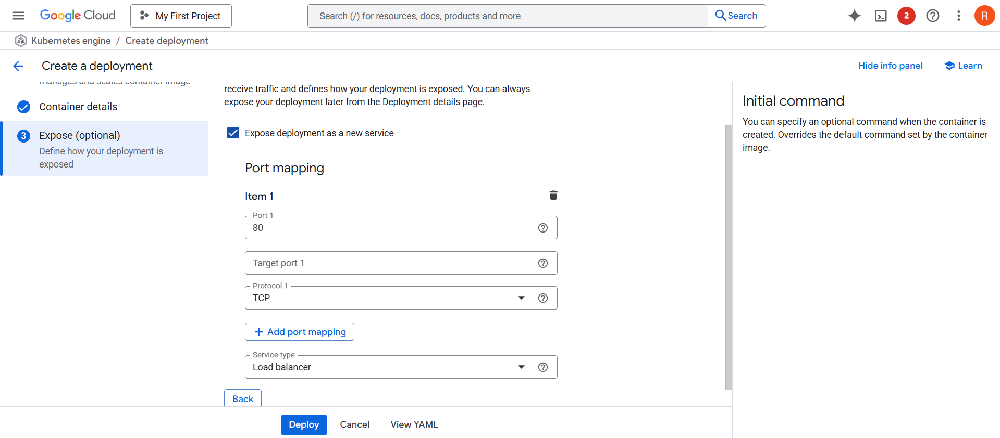 Google Cloud
My First Project
Search (/) for resources, docs, products and more
Search
2
R
Kubernetes engine / Create deployment
Create a deployment
Hide info panel
Learn
manages and scales container image
Container details
3
Expose (optional)
Define how your deployment is
exposed
receive traffic and defines how your deployment is exposed. You can always
expose your deployment later from the Deployment details page.
Expose deployment as a new service
Port mapping
Item 1
Port 1
80
Target port 1
Protocol 1
TCP
Add port mapping
Service type
Load balancer
Back
Deploy
Cancel
View YAML
Initial command
You can specify an optional command when the container is
created. Overrides the default command set by the container
image.